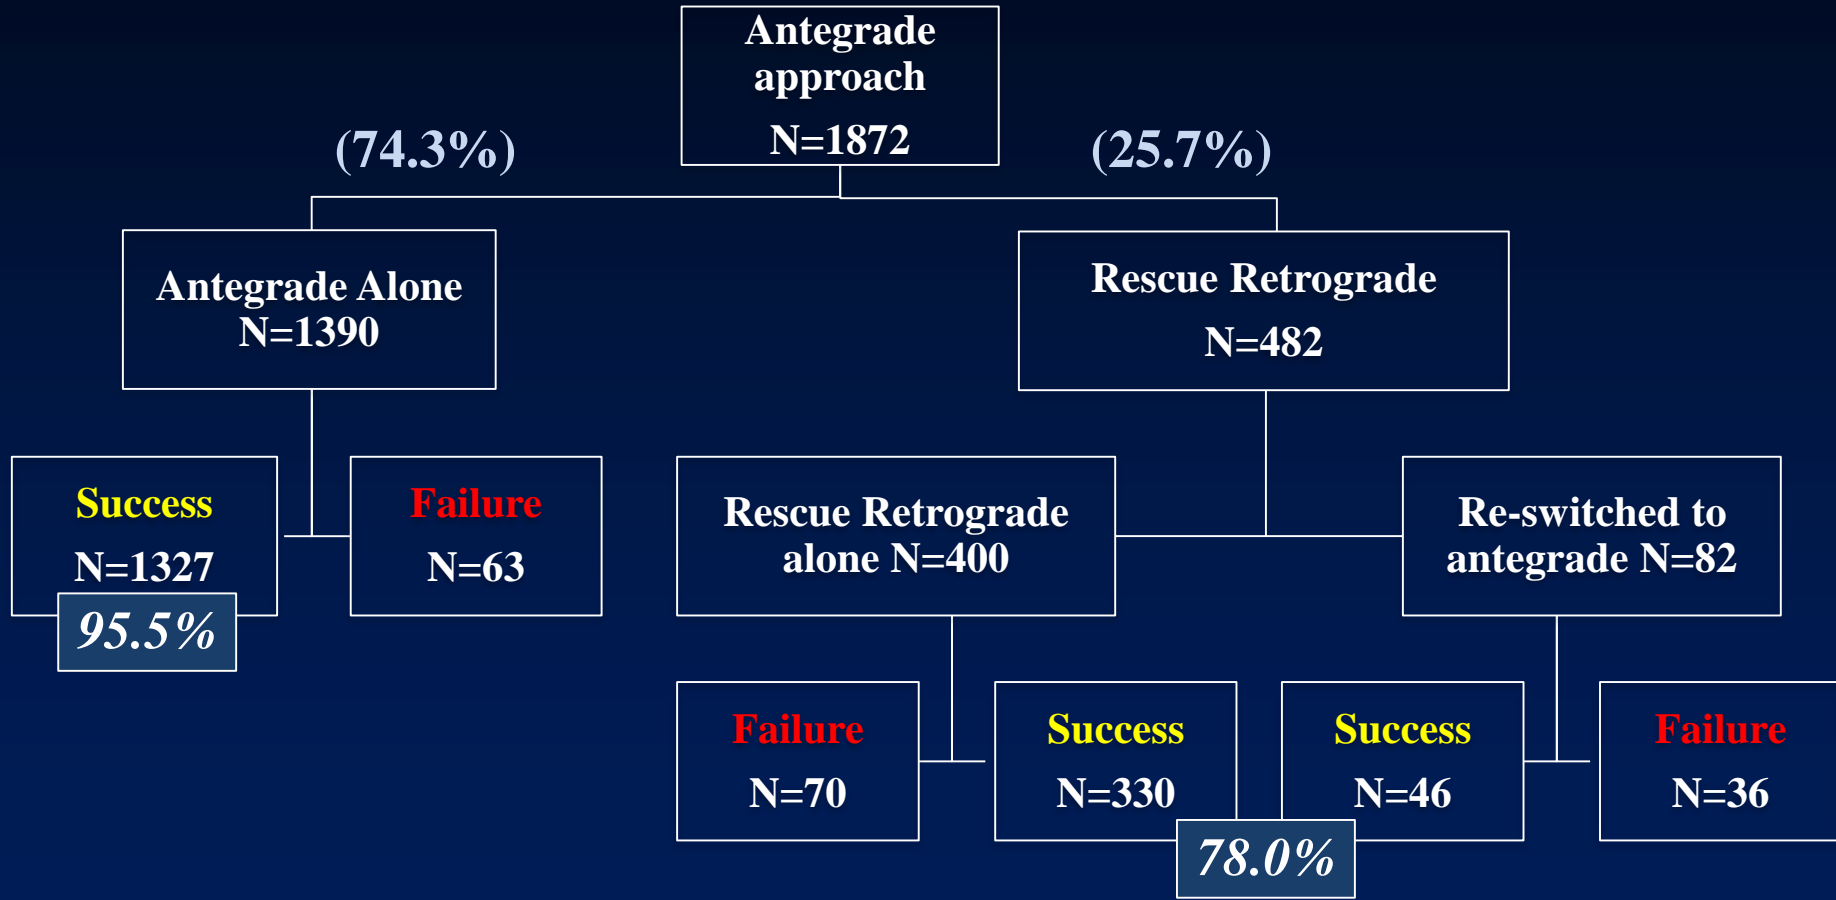 Antegrade
approach
N=1872
(74.3%)
(25.7%)
Antegrade Alone
N=1390
Rescue Retrograde
N=482
Success
N=1327
95.5%
Failure
N=63
Rescue Retrograde
alone N=400
Re-switched to
antegrade N=82
Failure
N=70
Success
N=330
Success
N=46
Failure
N=36
78.0%